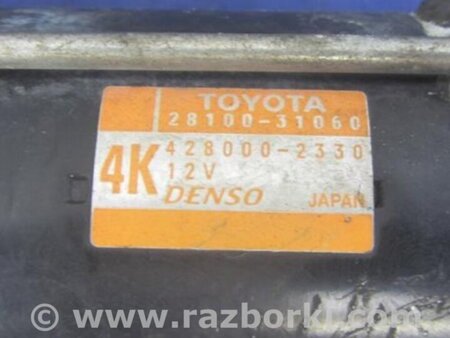 TOYOTA
28100-31060
4K
428000-2330
12V
DENSO
JAPAN
© www.razborki.com